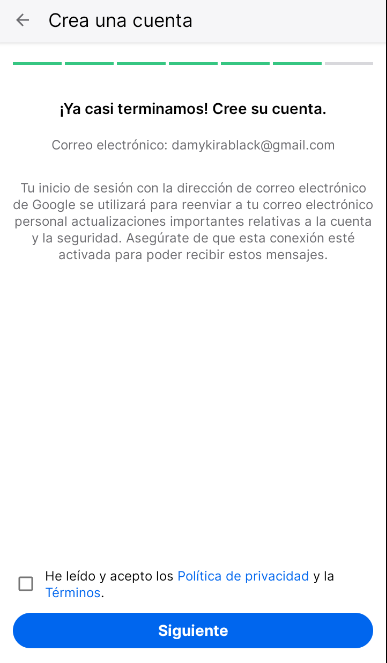 Crea una cuenta
¡Ya casi terminamos! Cree su cuenta.
Correo electrónico: damykirablack@gmail.com
Tu inicio de sesión con la dirección de correo electrónico
de Google se utilizará para reenviar a tu correo electrónico
personal actualizaciones importantes relativas a la cuenta
y la seguridad. Asegúrate de que esta conexión esté
activada para poder recibir estos mensajes.
He leído y acepto los Política de privacidad y la
Términos.
Siguiente